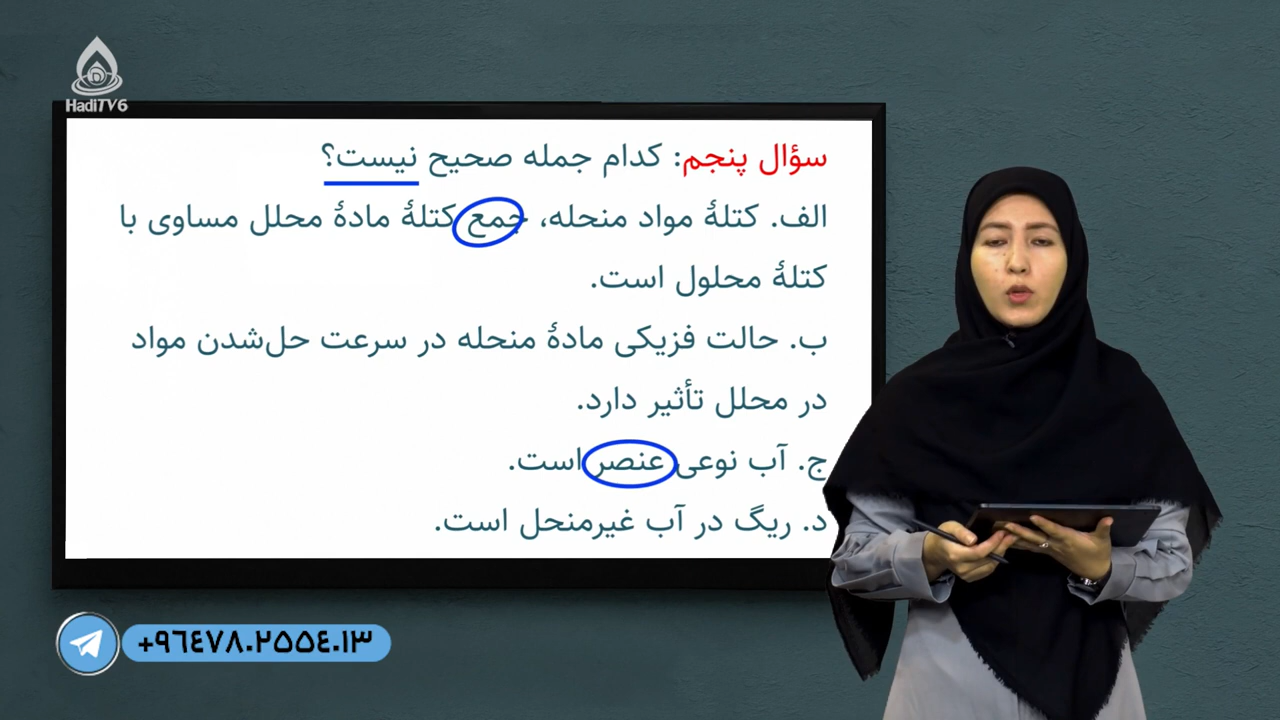 HadiTV6
سؤال پنجم: کدام جمله صحیح نیست؟
الف. کتلهٔ مواد منحله، جمع کتلهٔ مادهٔ محلل مساوی با
کتلهٔ محلول است.
ب. حالت فزیکی مادهٔ منحله در سرعت حل‌شدن مواد
در محلل تأثیر دارد.
ج. آب نوعی عنصر است.
د. ریگ در آب غیرمنحل است.
+٩٦٤٧٨٠٢٥٥٤٠١٣